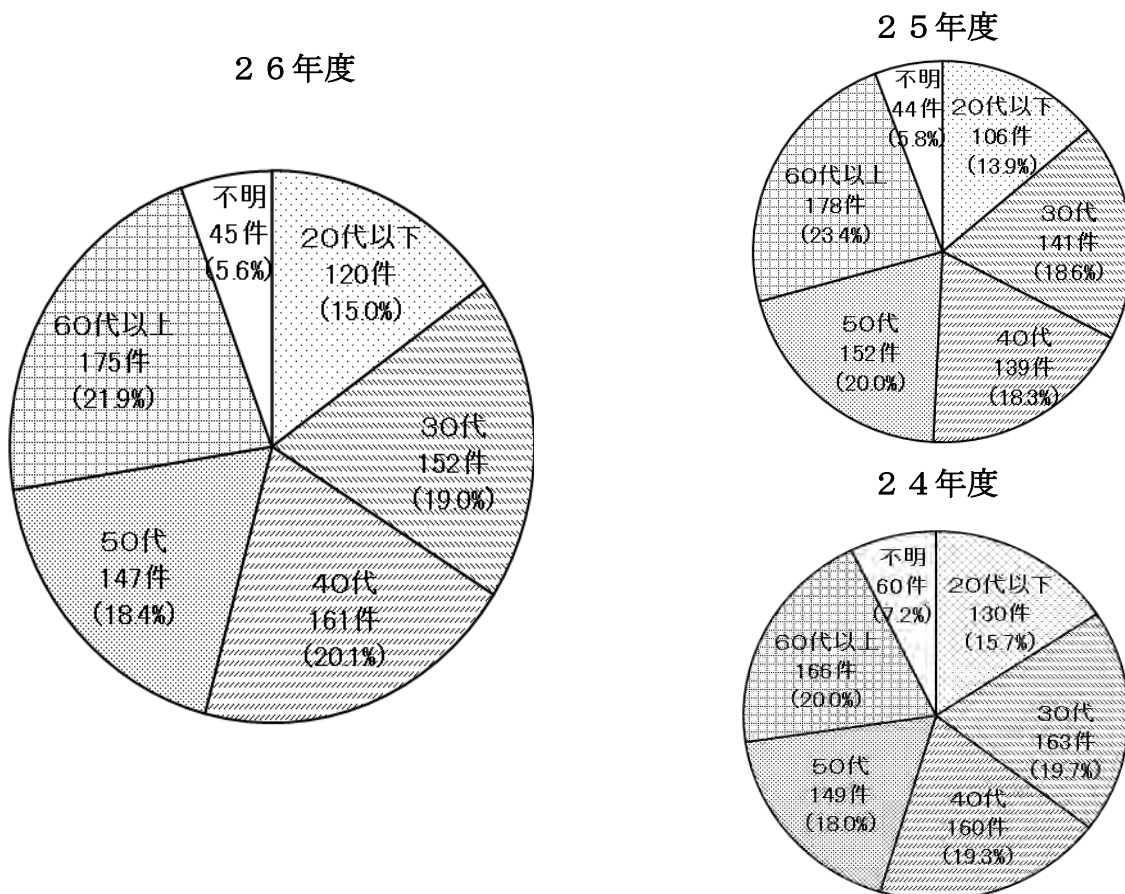 ２６年度
不明
45件
(5.6%)
20代以下
120件
(15.0%)
30代
152件
(19.0%)
40代
161件
(20.1%)
50代
147件
(18.4%)
60代以上
175件
(21.9%)
２５年度
不明
44件
(5.8%)
20代以下
106件
(13.9%)
30代
141件
(18.6%)
40代
139件
(18.3%)
50代
152件
(20.0%)
60代以上
178件
(23.4%)
２４年度
不明
60件
(7.2%)
20代以下
130件
(15.7%)
30代
163件
(19.7%)
40代
160件
(19.3%)
50代
149件
(18.0%)
60代以上
166件
(20.0%)